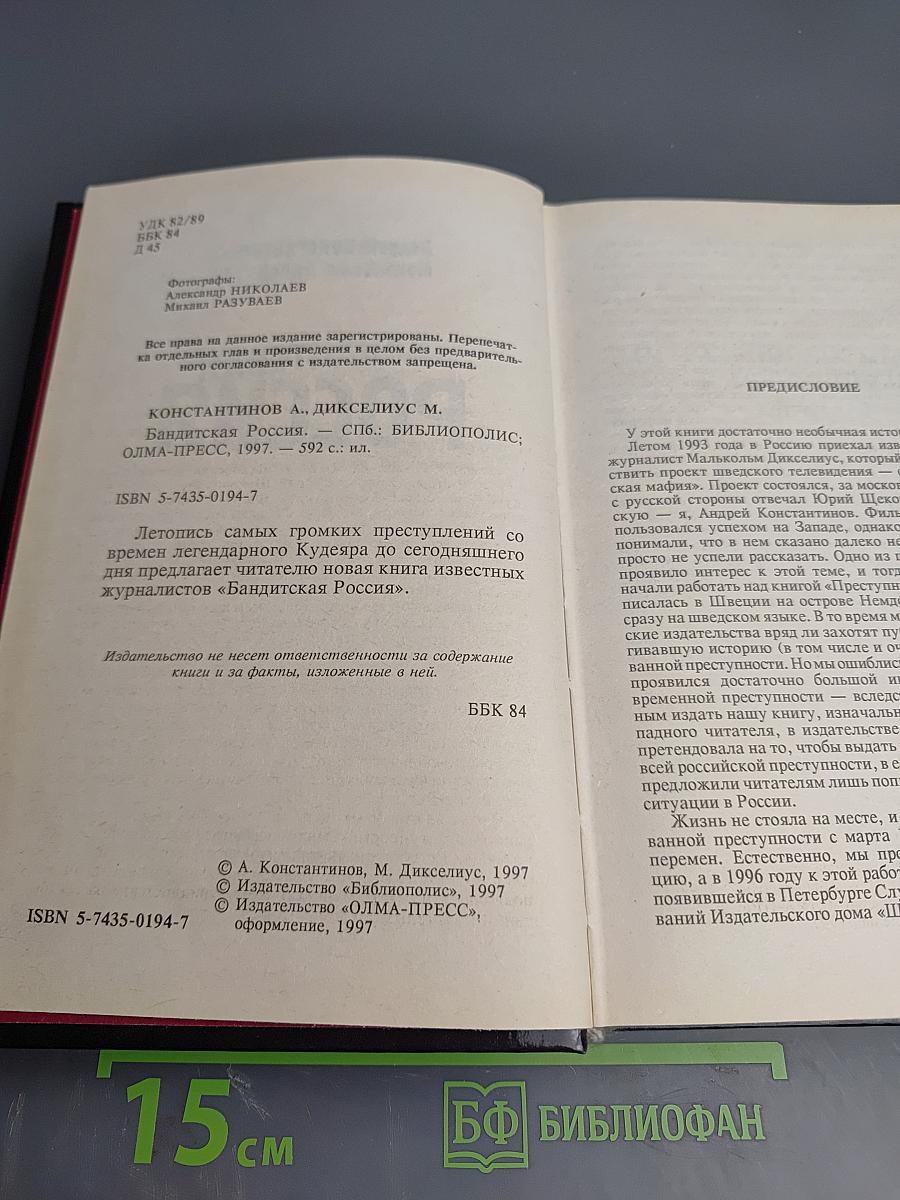 УДК 82/89
ББК 84
Д 45
Фотографы:
Александр НИКОЛАЕВ
Михаил РАЗУВАЕВ
Все права на данное издание зарегистрированы. Перепечат-
ка отдельных глав и произведения в целом без предваритель-
ного согласования с издательством запрещена.
КОНСТАНТИНОВ А., ДИКСЕЛИУС М.
Бандитская Россия. — СПб.: БИБЛИОПОЛИС;
ОЛМА-ПРЕСС, 1997. — 592 с.: ил.
ISBN 5-7435-0194-7
Летопись самых громких преступлений со
времен легендарного Кудеяра до сегодняшнего
дня предлагает читателю новая книга известных
журналистов «Бандитская Россия».
Издательство не несет ответственности за содержание
книги и за факты, изложенные в ней.
ББК 84
© А. Константинов, М. Дикселиус, 1997
© Издательство «Библиополис», 1997
© Издательство «ОЛМА-ПРЕСС»,
оформление, 1997
ISBN 5-7435-0194-7
ПРЕДИСЛОВИЕ
У этой книги достаточно необычная исто
Летом 1993 года в Россию приехал изв
журналист Малькольм Дикселиус, который
ствить проект шведского телевидения —
ская мафия». Проект состоялся, за москов
с русской стороны отвечал Юрий Щеко
скую — я, Андрей Константинов. Филь
пользовался успехом на Западе, однако
понимали, что в нем сказано далеко не
просто не успели рассказать. Одно из
проявило интерес к этой теме, и тогд
начали работать над книгой «Преступн
писалась в Швеции на острове Немдо
сразу на шведском языке. В то время м
ские издательства вряд ли захотят пу
гивавшую историю (в том числе и оч
ванной преступности. Но мы ошиблис
проявился достаточно большой ин
временной преступности — вследс
ным издать нашу книгу, изначальн
падного читателя, в издательстве
претендовала на то, чтобы выдать
всей российской преступности, в е
предложили читателям лишь поп
ситуации в России.
Жизнь не стояла на месте, и
ванной преступности с марта
перемен. Естественно, мы про
цию, а в 1996 году к этой работ
появившейся в Петербурге Слу
ваний Издательского дома «Ш
15 см
БФ БИБЛИОФАН